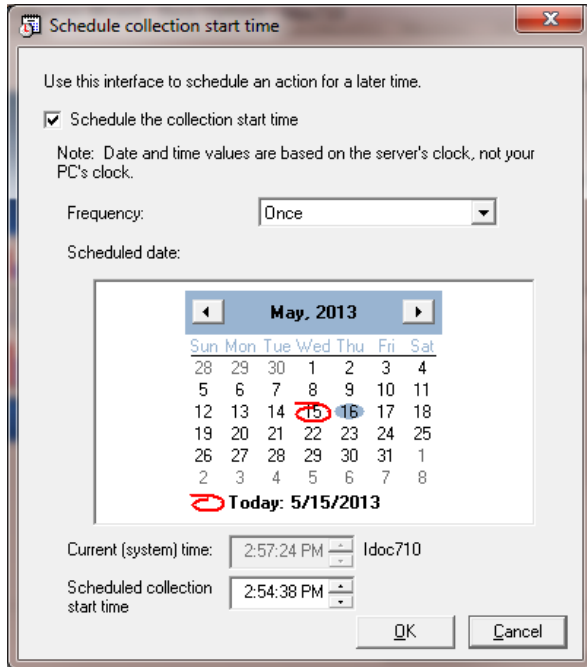 Schedule collection start time
Use this interface to schedule an action for a later time.
Schedule the collection start time
Note: Date and time values are based on the server's clock, not your
PC's clock.
Frequency: Once
Scheduled date:
May, 2013
Sun Mon Tue Wed Thu Fri Sat
28 29 30 1 2 3 4
5 6 7 8 9 10 11
12 13 14 15 16 17 18
19 20 21 22 23 24 25
26 27 28 29 30 31 1
2 3 4 5 6 7 8
Today: 5/15/2013
Current (system) time: 2:57:24 PM Idoc710
Scheduled collection 2:54:38 PM
start time
OK Cancel